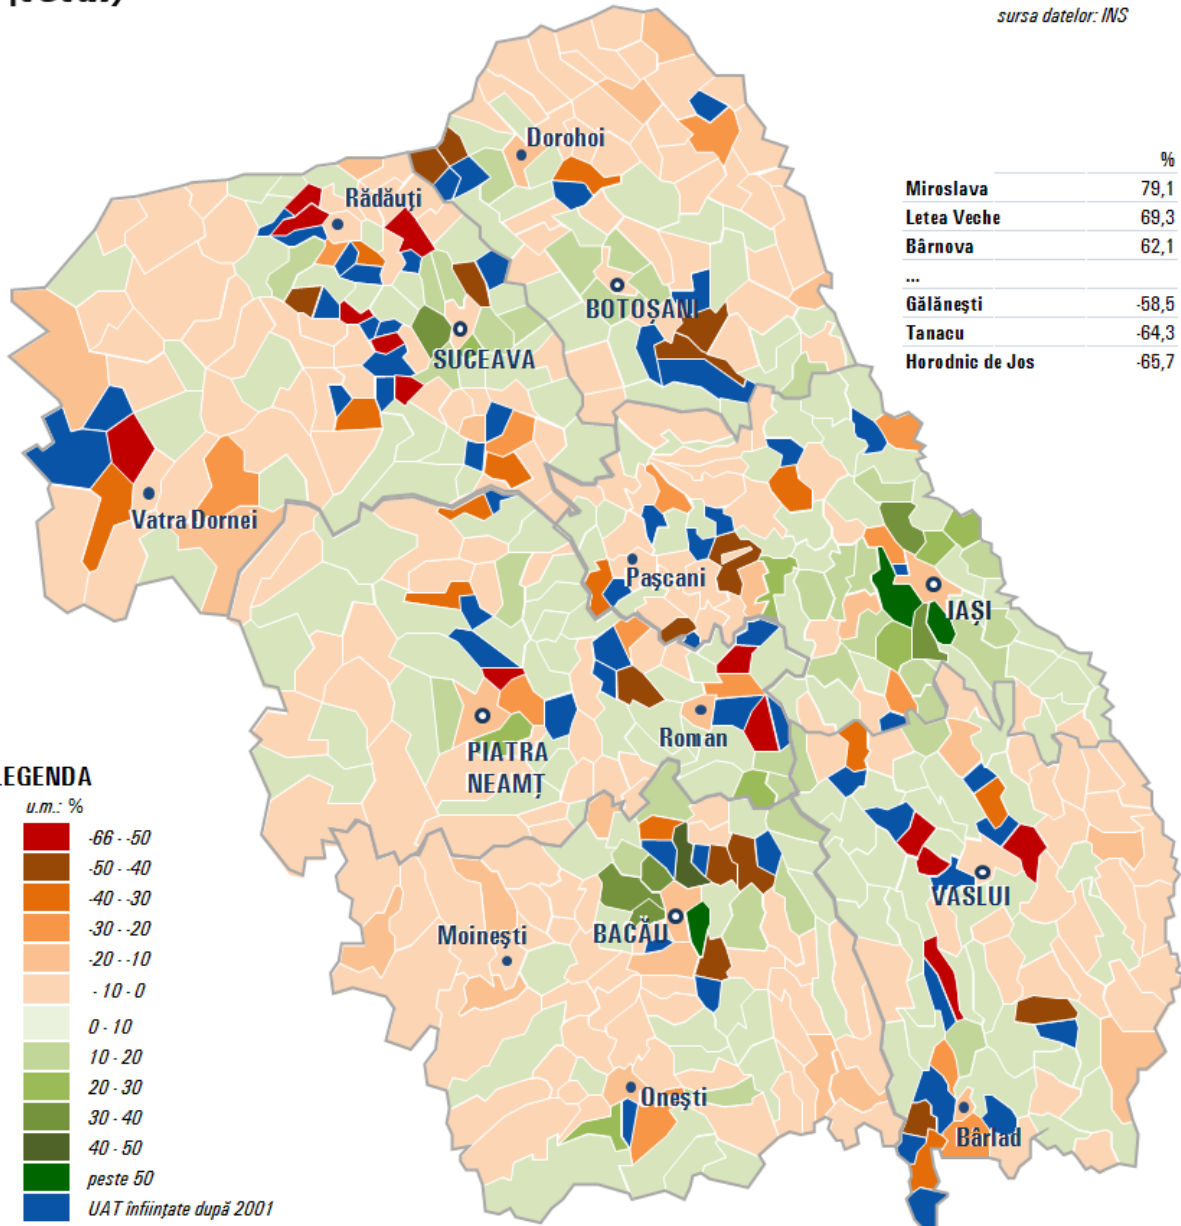 sursa datelor: INS
Dorohoi
%
Miroslava 79,1
Rădăuți
Letea Veche 69,3
Bârnova 62,1
...
BOTOȘANI
Gălănești -58,5
Tanacu -64,3
SUCEAVA
Horodnic de Jos -65,7
Vatra Dornei
Pașcani
IAȘI
Roman
PIATRA
NEAMȚ
LEGENDA
u.m.: %
-66 - -50
-50 - -40
-40 - -30
-30 - -20
-20 - -10
- 10 - 0
0 - 10
10 - 20
20 - 30
30 - 40
40 - 50
peste 50
UAT înființate după 2001
VASLUI
BACĂU
Moinești
Onești
Bârlad